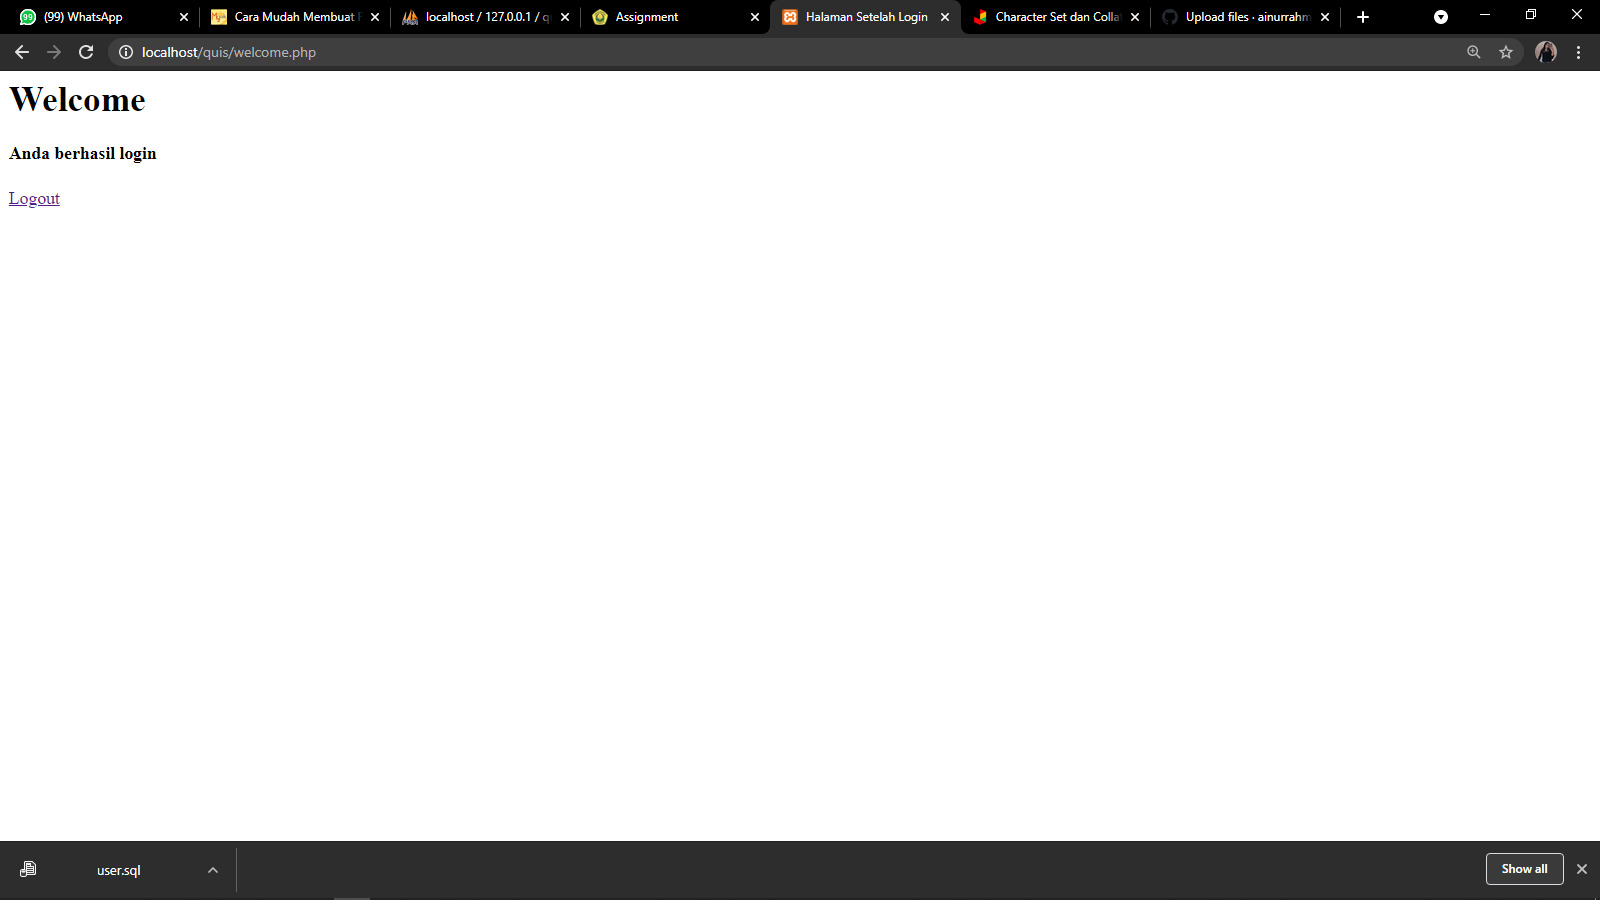 99 (99) WhatsApp
Cara Mudah Membuat
localhost / 127.0.0.1 /
Assignment
Halaman Setelah Login
Character Set dan Colla
Upload files · ainurrahm
localhost/quis/welcome.php
Welcome
Anda berhasil login
Logout
user.sql
Show all